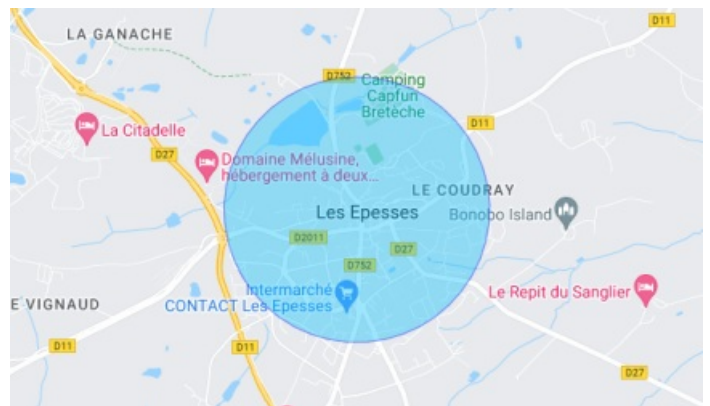 D11
LA GANACHE
D752
Camping
Capfun
Bretèche
D11
La Citadelle
D27
Domaine Mélusine,
hébergement à deux...
LE COUDRAY
Les Epesses
Bonobo Island
D2011
D27
D752
Intermarché
CONTACT Les Epesses
Le Repit du Sanglier
E VIGNAUD
D11
D11
D27